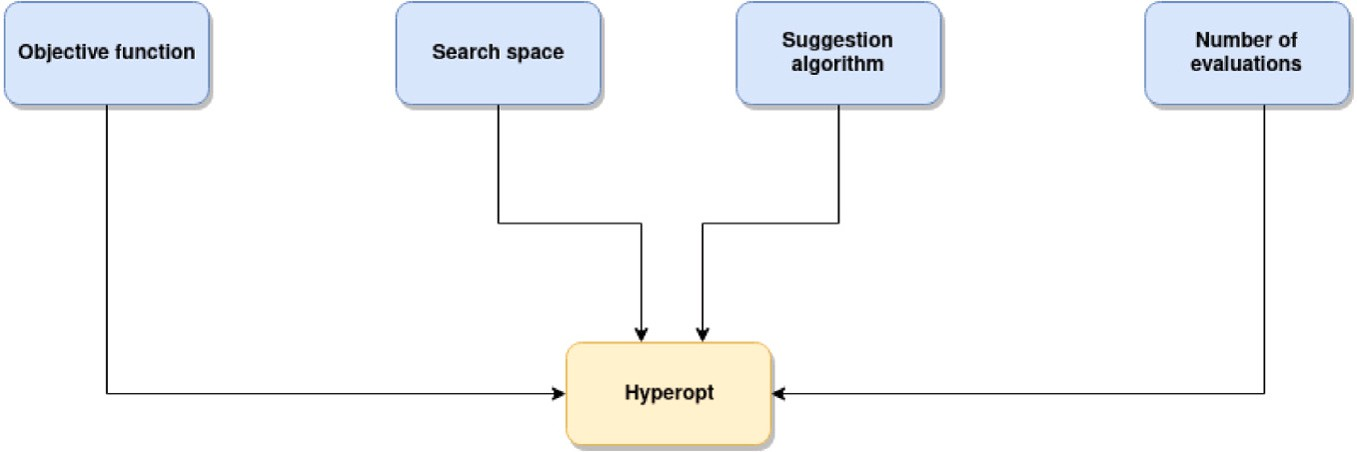 Objective function
Search space
Suggestion
algorithm
Number of
evaluations
Hyperopt